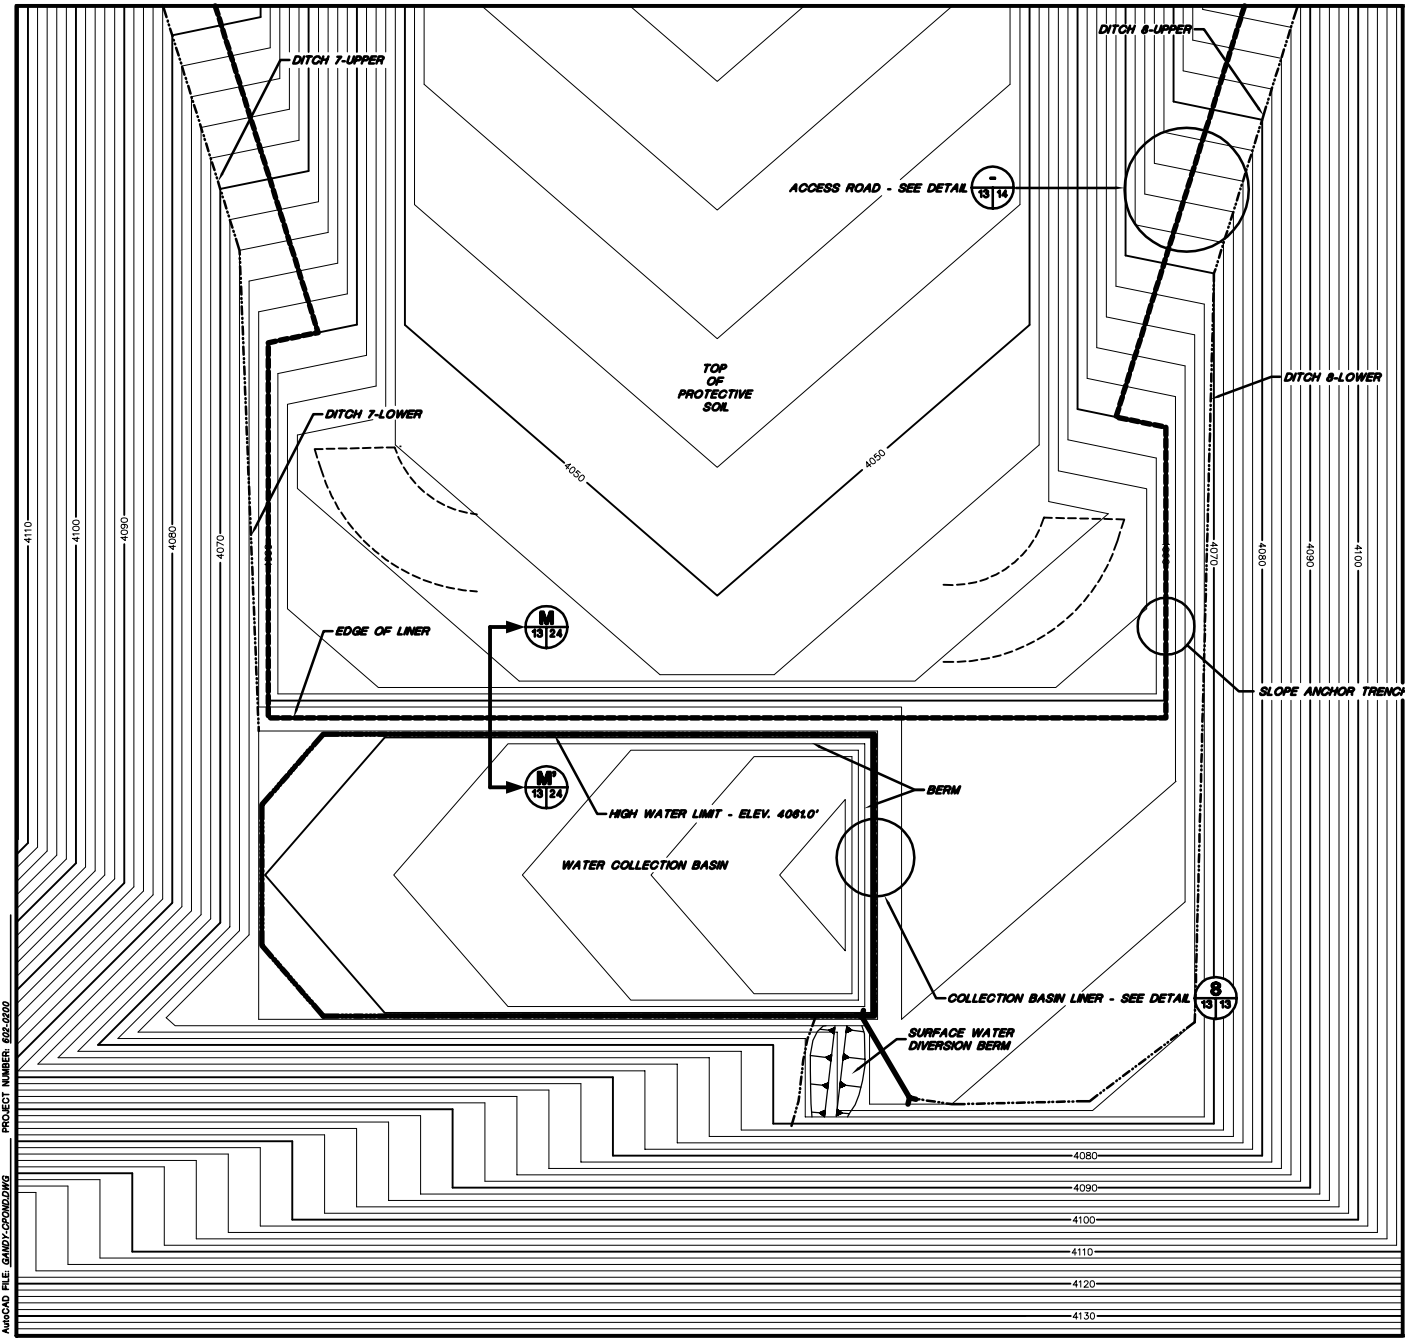 DITCH 7-UPPER
DITCH 8-UPPER
ACCESS ROAD - SEE DETAIL
-
13 14
TOP
OF
PROTECTIVE
SOIL
DITCH 8-LOWER
DITCH 7-LOWER
4050
4050
4110
4100
4090
4080
4070
4070
4080
4090
4100
M
13 24
EDGE OF LINER
SLOPE ANCHOR TRENCH
M'
13 24
BERM
HIGH WATER LIMIT - ELEV. 4061.0'
WATER COLLECTION BASIN
COLLECTION BASIN LINER - SEE DETAIL
8
13 13
SURFACE WATER
DIVERSION BERM
4080
4090
4100
4110
4120
4130
AutoCAD FILE: GANDY-CPOND.DWG PROJECT NUMBER: 602-0200